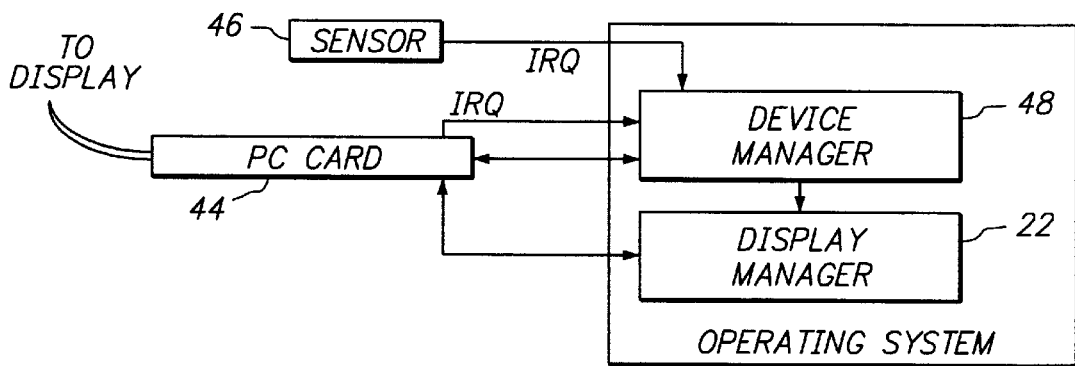 46
SENSOR
IRQ
TO
DISPLAY
IRQ
PC CARD
44
DEVICE
MANAGER
48
DISPLAY
MANAGER
22
OPERATING SYSTEM